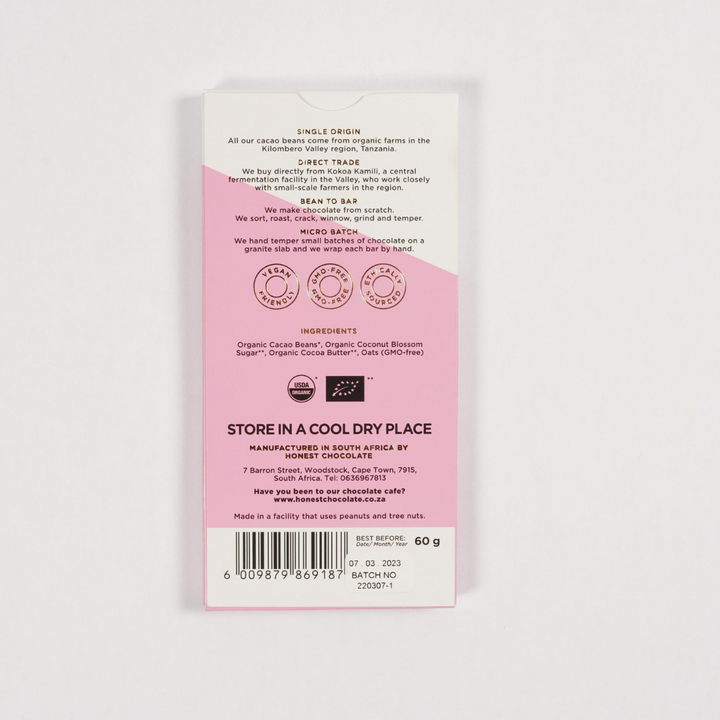 SINGLE ORIGIN
All our cacao beans come from organic farms in the
Kilombero Valley region, Tanzania.
DIRECT TRADE
We buy directly from Kokoa Kamili, a central
fermentation facility in the Valley, who work closely
with small-scale farmers in the region.
BEAN TO BAR
We make chocolate from scratch.
We sort, roast, crack, winnow, grind and temper.
MICRO BATCH
We hand temper small batches of chocolate on a
granite slab and we wrap each bar by hand.
VEGAN FRIENDLY
GMO-FREE GMO-FREE
ETHICALLY SOURCED
INGREDIENTS
Organic Cacao Beans*, Organic Coconut Blossom
Sugar**, Organic Cocoa Butter**, Oats (GMO-free)
USDA ORGANIC * **
STORE IN A COOL DRY PLACE
MANUFACTURED IN SOUTH AFRICA BY
HONEST CHOCOLATE
7 Barron Street, Woodstock, Cape Town, 7915,
South Africa. Tel: 0636967813
Have you been to our chocolate cafe?
www.honestchocolate.co.za
Made in a facility that uses peanuts and tree nuts.
BEST BEFORE:
Date/ Month/ Year
60 g
07 . 03 . 2023
BATCH NO.
220307-1
6 009879 869187